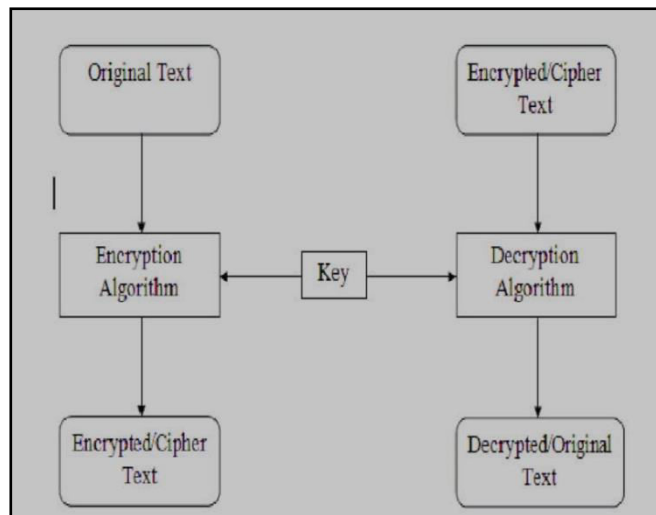 Original Text
Encrypted/Cipher
Text
Encryption
Algorithm
Key
Decryption
Algorithm
Encrypted/Cipher
Text
Decrypted/Original
Text